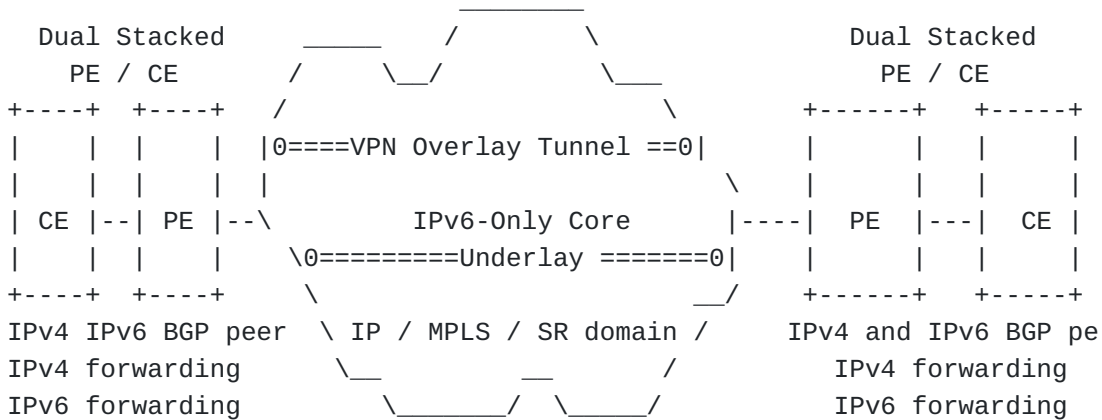 Dual Stacked Dual Stacked
PE / CE PE / CE
0====VPN Overlay Tunnel ==0
CE PE IPv6-Only Core PE CE
0=========Underlay =======0
IPv4 IPv6 BGP peer IP / MPLS / SR domain IPv4 and IPv6 BGP pe
IPv4 forwarding IPv4 forwarding
IPv6 forwarding IPv6 forwarding